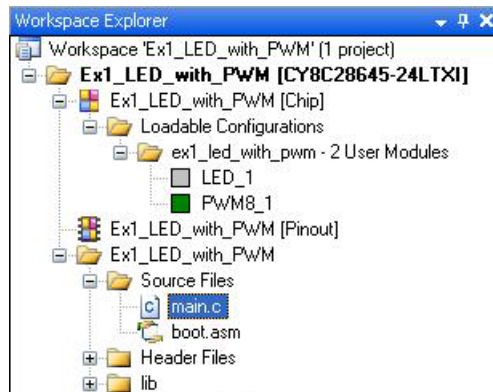 Workspace Explorer
Workspace 'Ex1_LED_with_PWM' (1 project)
Ex1_LED_with_PWM [CY8C28645-24LTXI]
Ex1_LED_with_PWM [Chip]
Loadable Configurations
ex1_led_with_pwm - 2 User Modules
LED_1
PWM8_1
Ex1_LED_with_PWM [Pinout]
Ex1_LED_with_PWM
Source Files
main.c
boot.asm
Header Files
lib